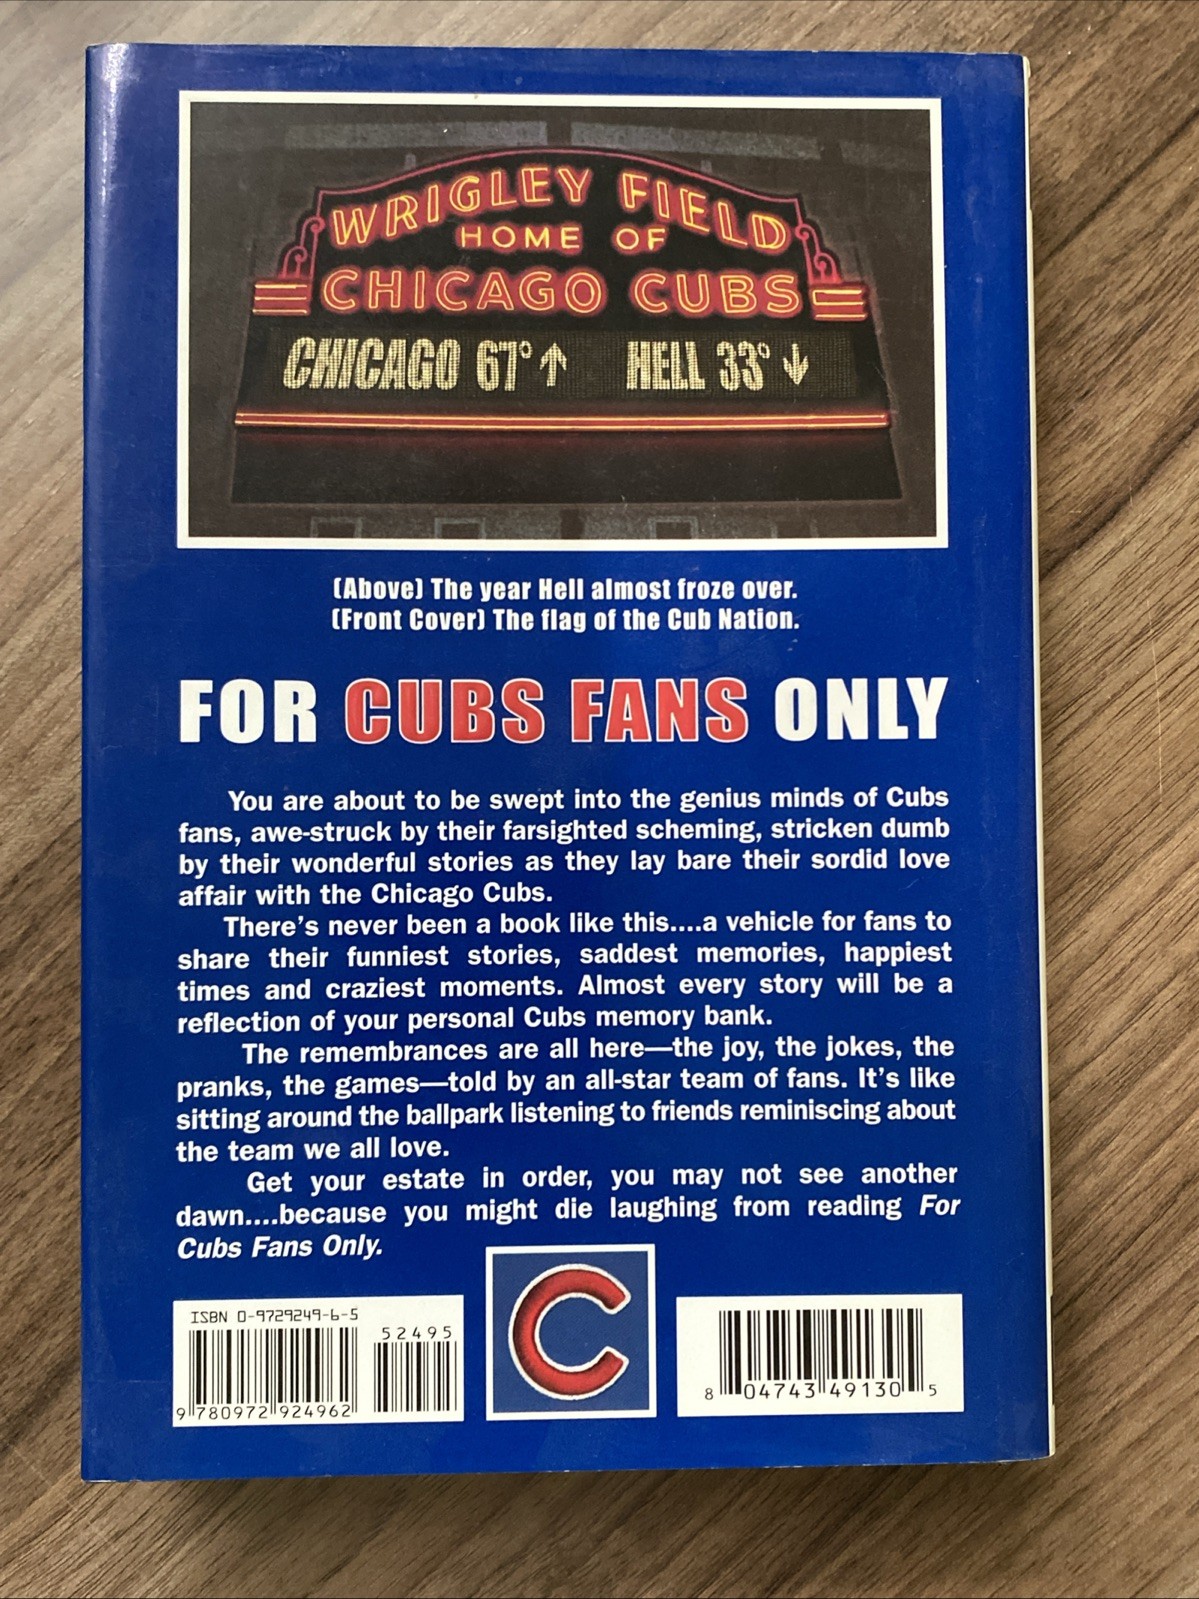 WRIGLEY FIELD
HOME OF
CHICAGO CUBS
CHICAGO 67°↑ HELL 33°↓
(Above) The year Hell almost froze over.
(Front Cover) The flag of the Cub Nation.
FOR CUBS FANS ONLY
You are about to be swept into the genius minds of Cubs
fans, awe-struck by their farsighted scheming, stricken dumb
by their wonderful stories as they lay bare their sordid love
affair with the Chicago Cubs.
There's never been a book like this....a vehicle for fans to
share their funniest stories, saddest memories, happiest
times and craziest moments. Almost every story will be a
reflection of your personal Cubs memory bank.
The remembrances are all here—the joy, the jokes, the
pranks, the games—told by an all-star team of fans. It's like
sitting around the ballpark listening to friends reminiscing about
the team we all love.
Get your estate in order, you may not see another
dawn....because you might die laughing from reading For
Cubs Fans Only.
ISBN 0-9729249-6-5
52495
9 780972 924962
C
8 04743 49130 5